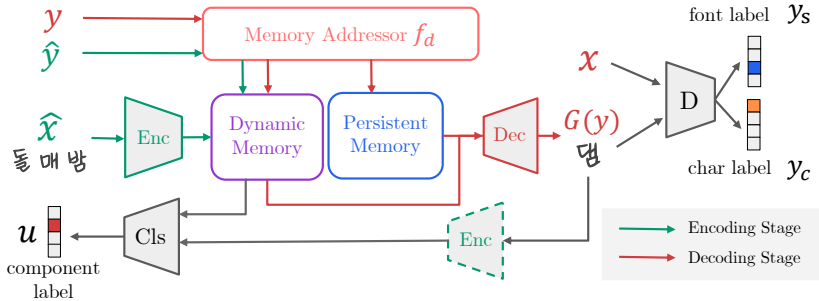 y
ŷ
Memory Addressor f_d
font label y_s
x̂
돌 매 밤
Enc
Dynamic
Memory
Persistent
Memory
Dec
x
G(y)
댐
D
char label y_c
u
component
label
Cls
Enc
Encoding Stage
Decoding Stage